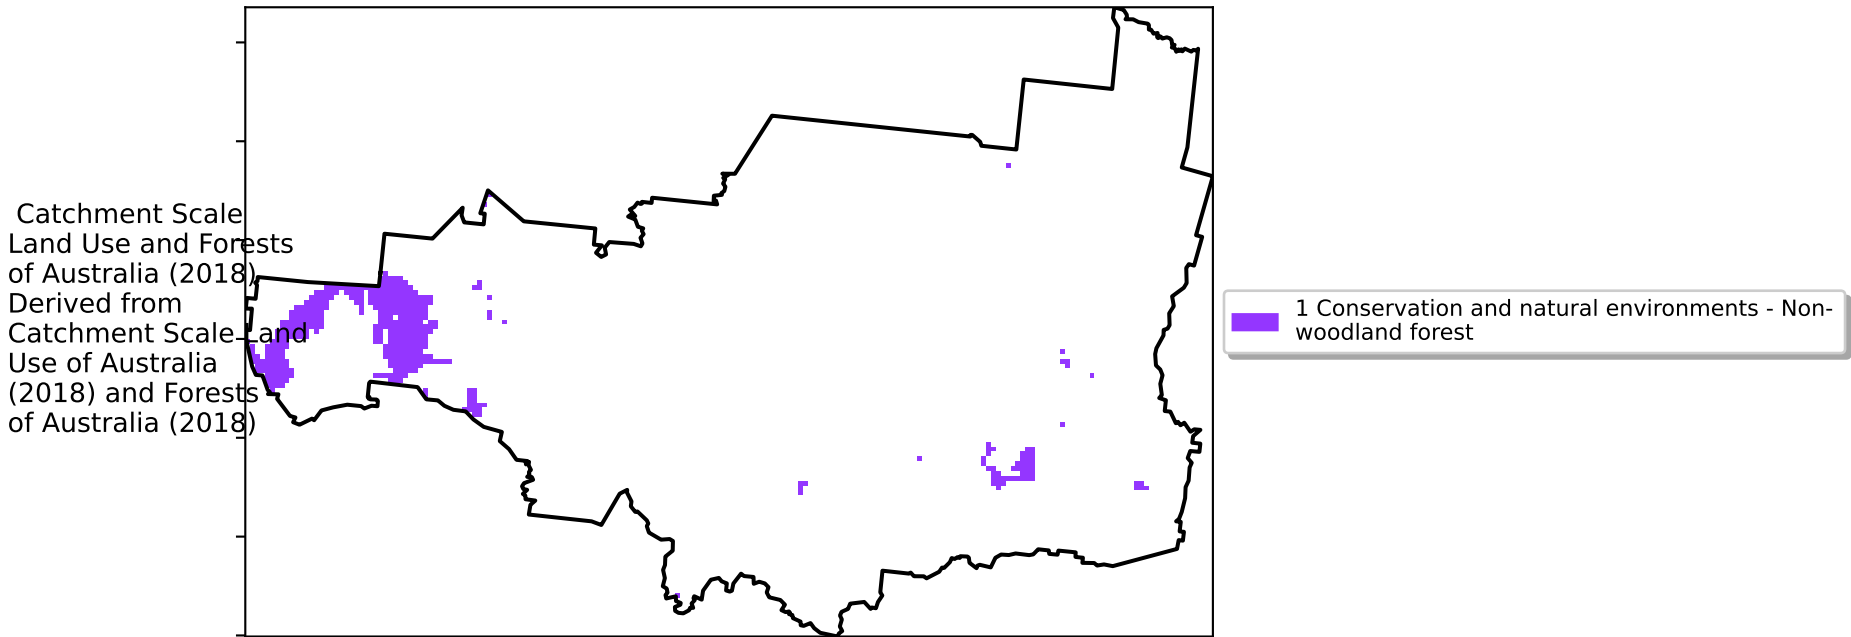 Catchment Scale
Land Use and Forests
of Australia (2018)
Derived from
Catchment Scale Land
Use of Australia
(2018) and Forests
of Australia (2018)
1 Conservation and natural environments - Non-
woodland forest